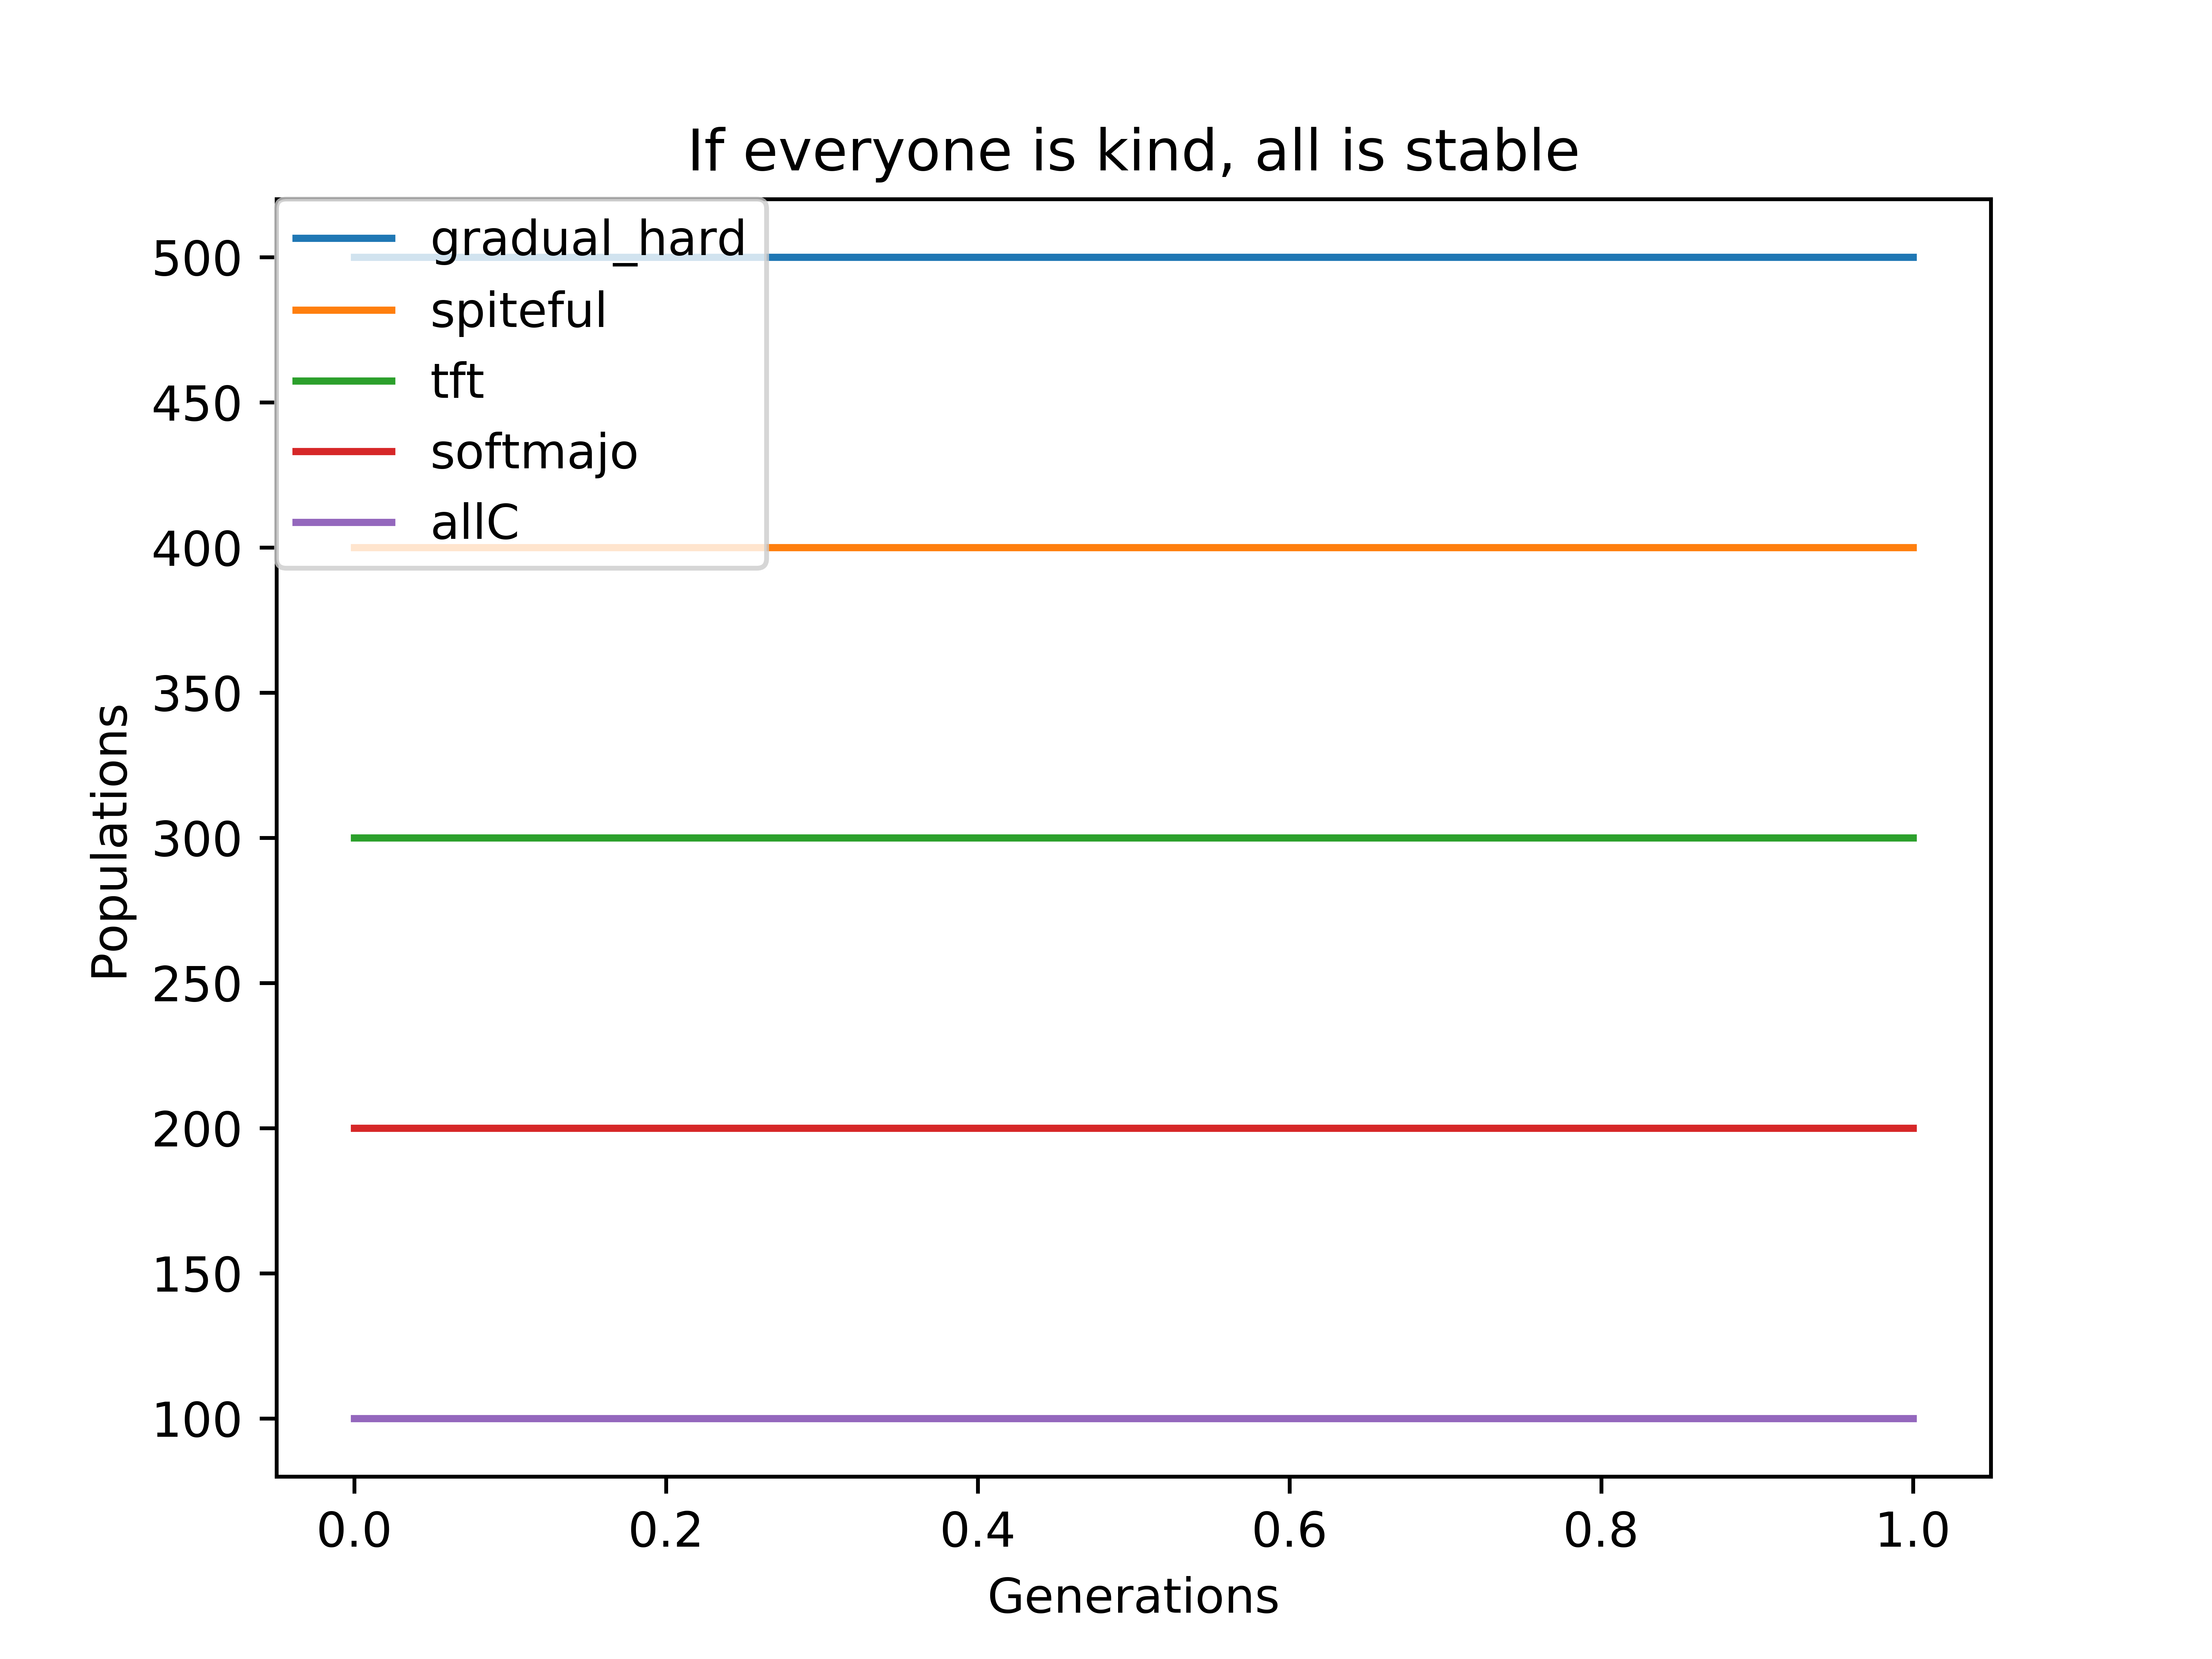 If everyone is kind, all is stable
gradual_hard
spiteful
tft
softmajo
allC
Populations
500
450
400
350
300
250
200
150
100
0.0 0.2 0.4 0.6 0.8 1.0
Generations